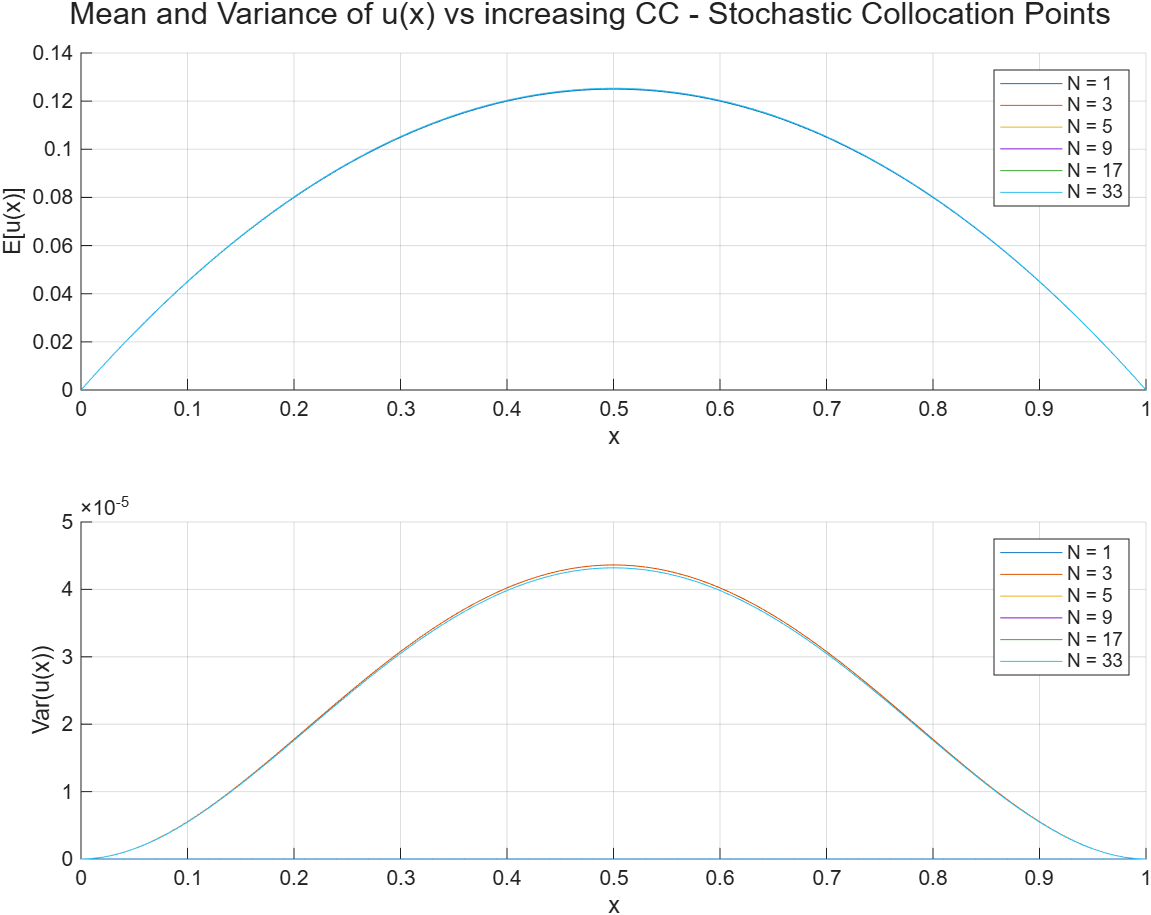 Mean and Variance of u(x) vs increasing CC - Stochastic Collocation Points
0.14
0.12
0.1
0.08
0.06
0.04
0.02
0
E[u(x)]
N = 1
N = 3
N = 5
N = 9
N = 17
N = 33
0 0.1 0.2 0.3 0.4 0.5 0.6 0.7 0.8 0.9 1
x
×10-5
5
4
3
2
1
0
Var(u(x))
N = 1
N = 3
N = 5
N = 9
N = 17
N = 33
0 0.1 0.2 0.3 0.4 0.5 0.6 0.7 0.8 0.9 1
x